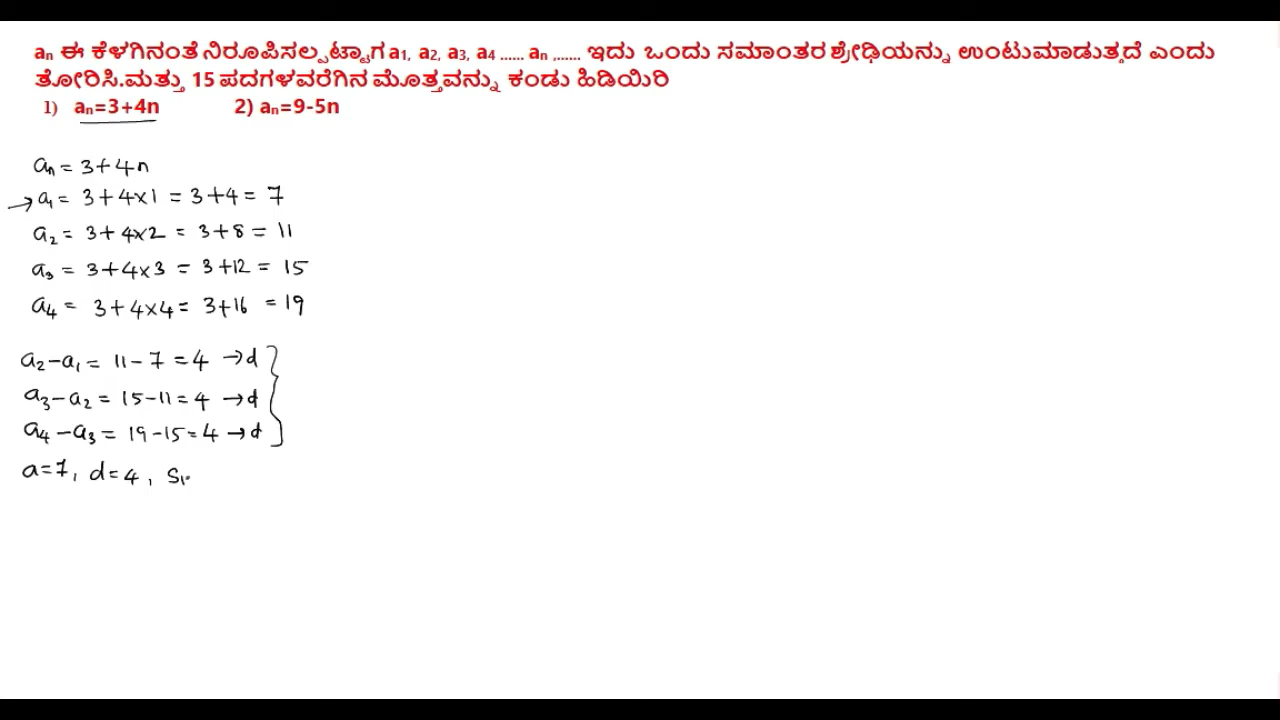 aₙ ಈ ಕೆಳಗಿನಂತೆ ನಿರೂಪಿಸಲ್ಪಟ್ಟಾಗ a₁, a₂, a₃, a₄ ...... aₙ ,...... ಇದು ಒಂದು ಸಮಾಂತರ ಶ್ರೇಢಿಯನ್ನು ಉಂಟುಮಾಡುತ್ತದೆ ಎಂದು
ತೋರಿಸಿ.ಮತ್ತು 15 ಪದಗಳವರೆಗಿನ ಮೊತ್ತವನ್ನು ಕಂಡು ಹಿಡಿಯಿರಿ
1) aₙ=3+4n 2) aₙ=9-5n
aₙ = 3+4n
→a₁ = 3+4×1 = 3+4 = 7
a₂ = 3+4×2 = 3+8 = 11
a₃ = 3+4×3 = 3+12 = 15
a₄ = 3+4×4 = 3+16 = 19
a₂-a₁ = 11-7 = 4 →d
a₃-a₂ = 15-11 = 4 →d
a₄-a₃ = 19-15 = 4 →d
a=7, d=4, S₁